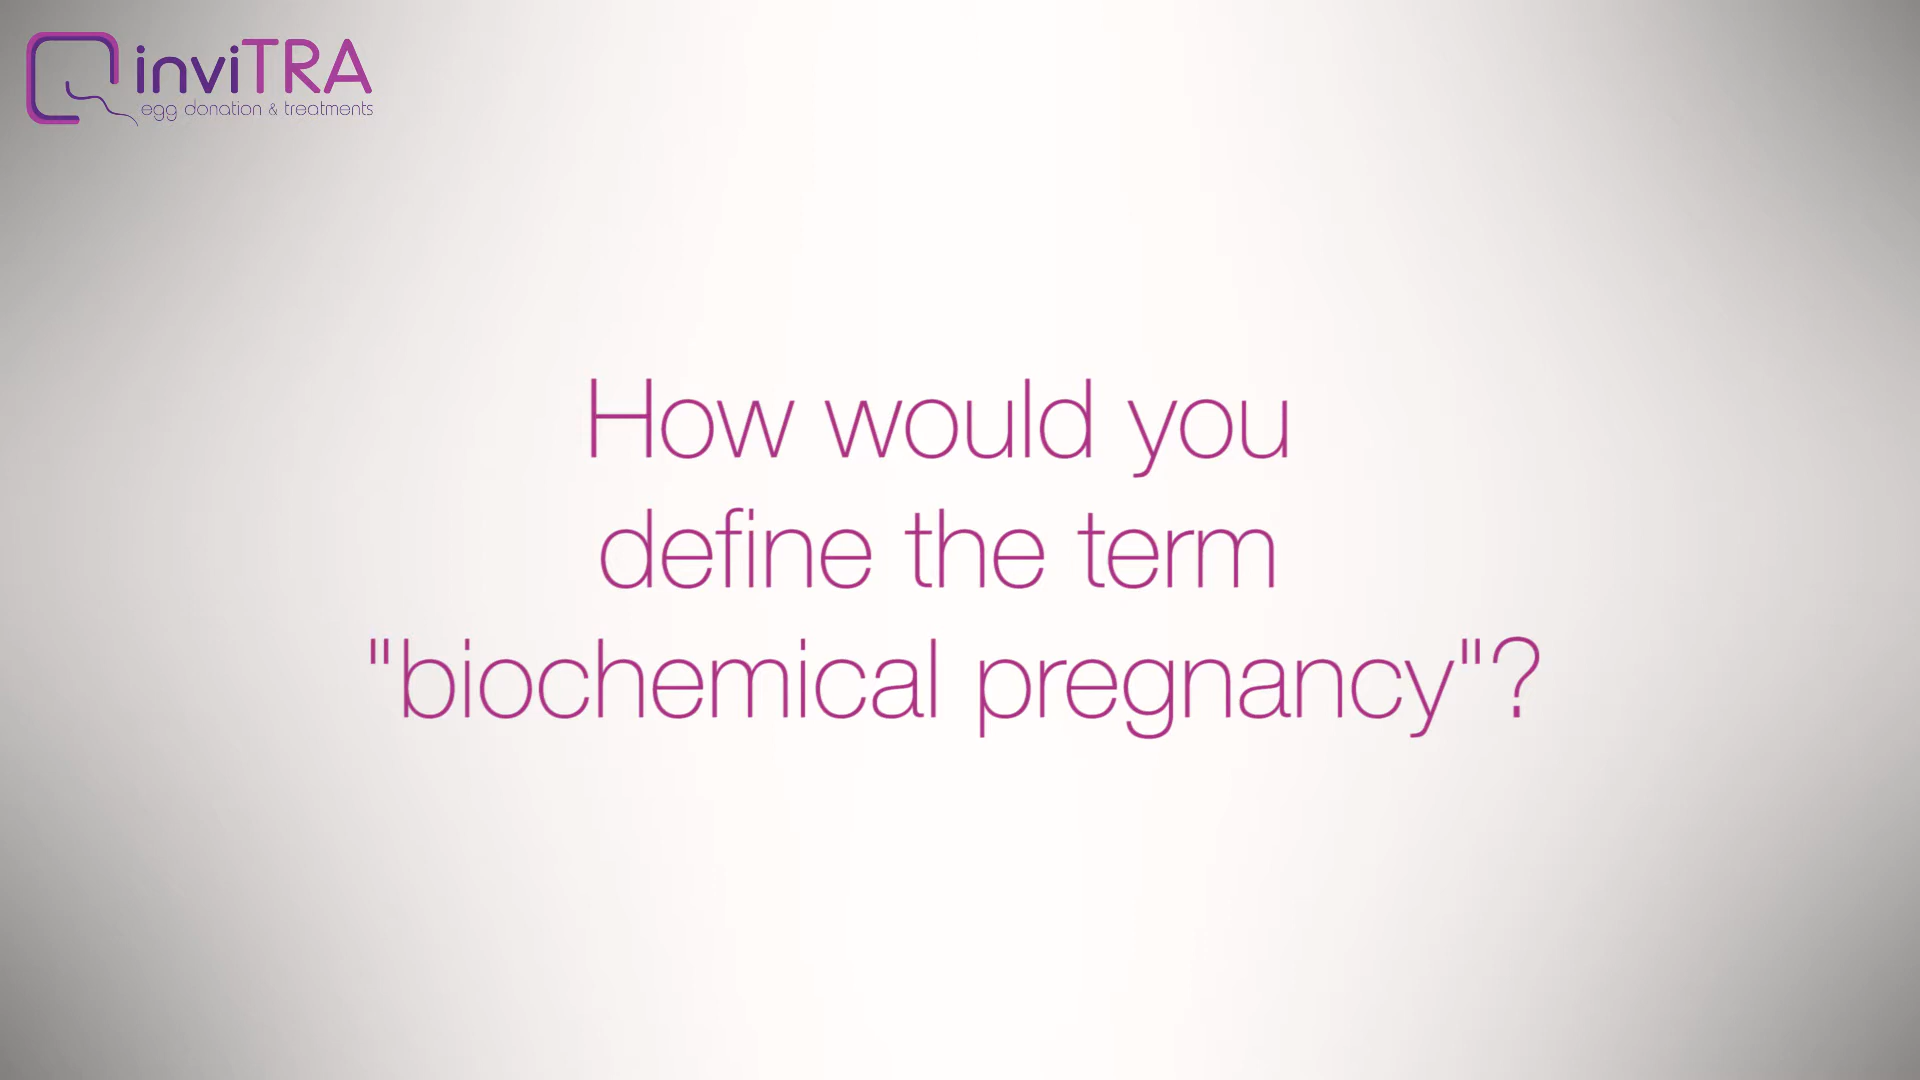 inviTRA
egg donation & treatments
How would you
define the term
"biochemical pregnancy"?